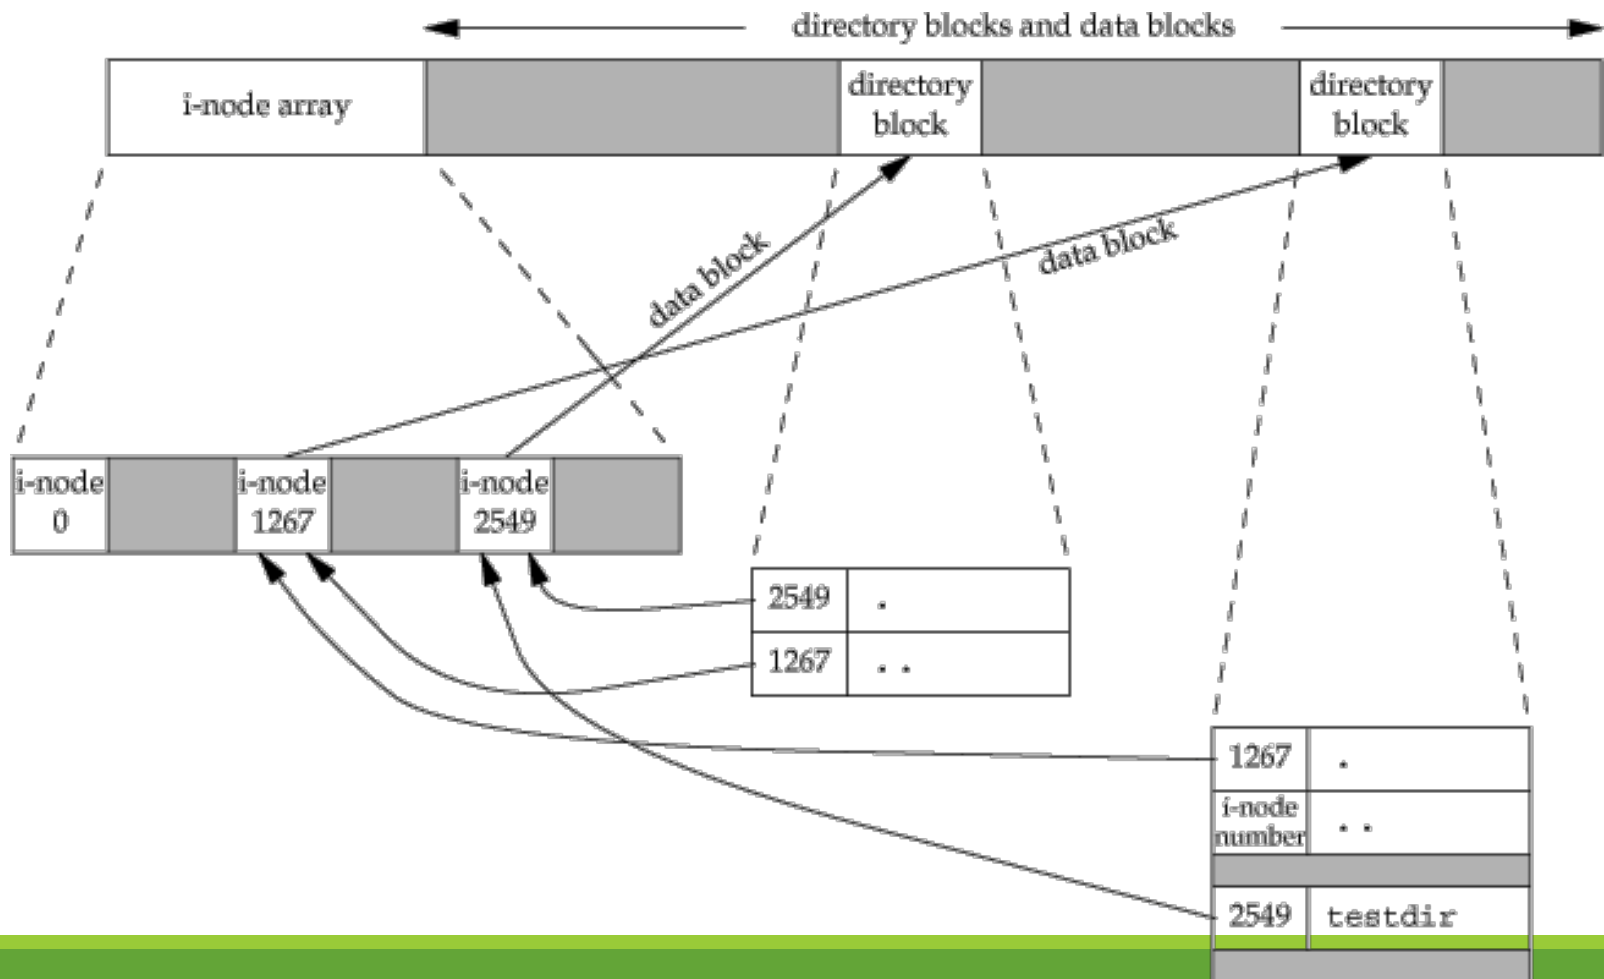 directory blocks and data blocks
i-node array
directory
block
directory
block
data block
data block
i-node
0
i-node
1267
i-node
2549
2549 .
1267 . .
1267 .
i-node
number . .
2549 testdir